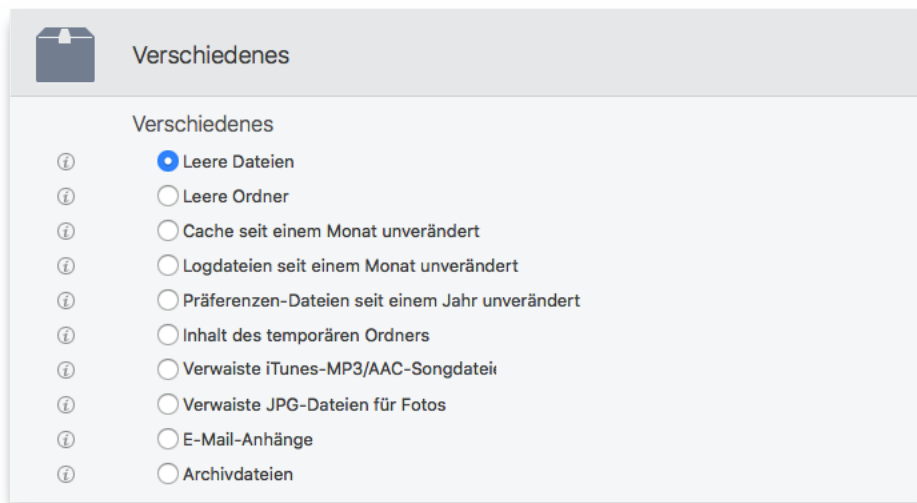 Verschiedenes
Verschiedenes
Leere Dateien
Leere Ordner
Cache seit einem Monat unverändert
Logdateien seit einem Monat unverändert
Präferenzen-Dateien seit einem Jahr unverändert
Inhalt des temporären Ordners
Verwaiste iTunes-MP3/AAC-Songdateie
Verwaiste JPG-Dateien für Fotos
E-Mail-Anhänge
Archivdateien